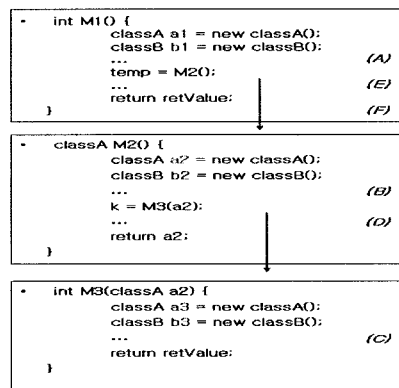 • int M1() {
classA a1 = new classA();
classB b1 = new classB();
... (A)
temp = M2();
... (E)
return retValue;
} (F)
• classA M2() {
classA a2 = new classA();
classB b2 = new classB();
... (B)
k = M3(a2);
... (D)
return a2;
}
• int M3(classA a2) {
classA a3 = new classA();
classB b3 = new classB();
... (C)
return retValue;
}